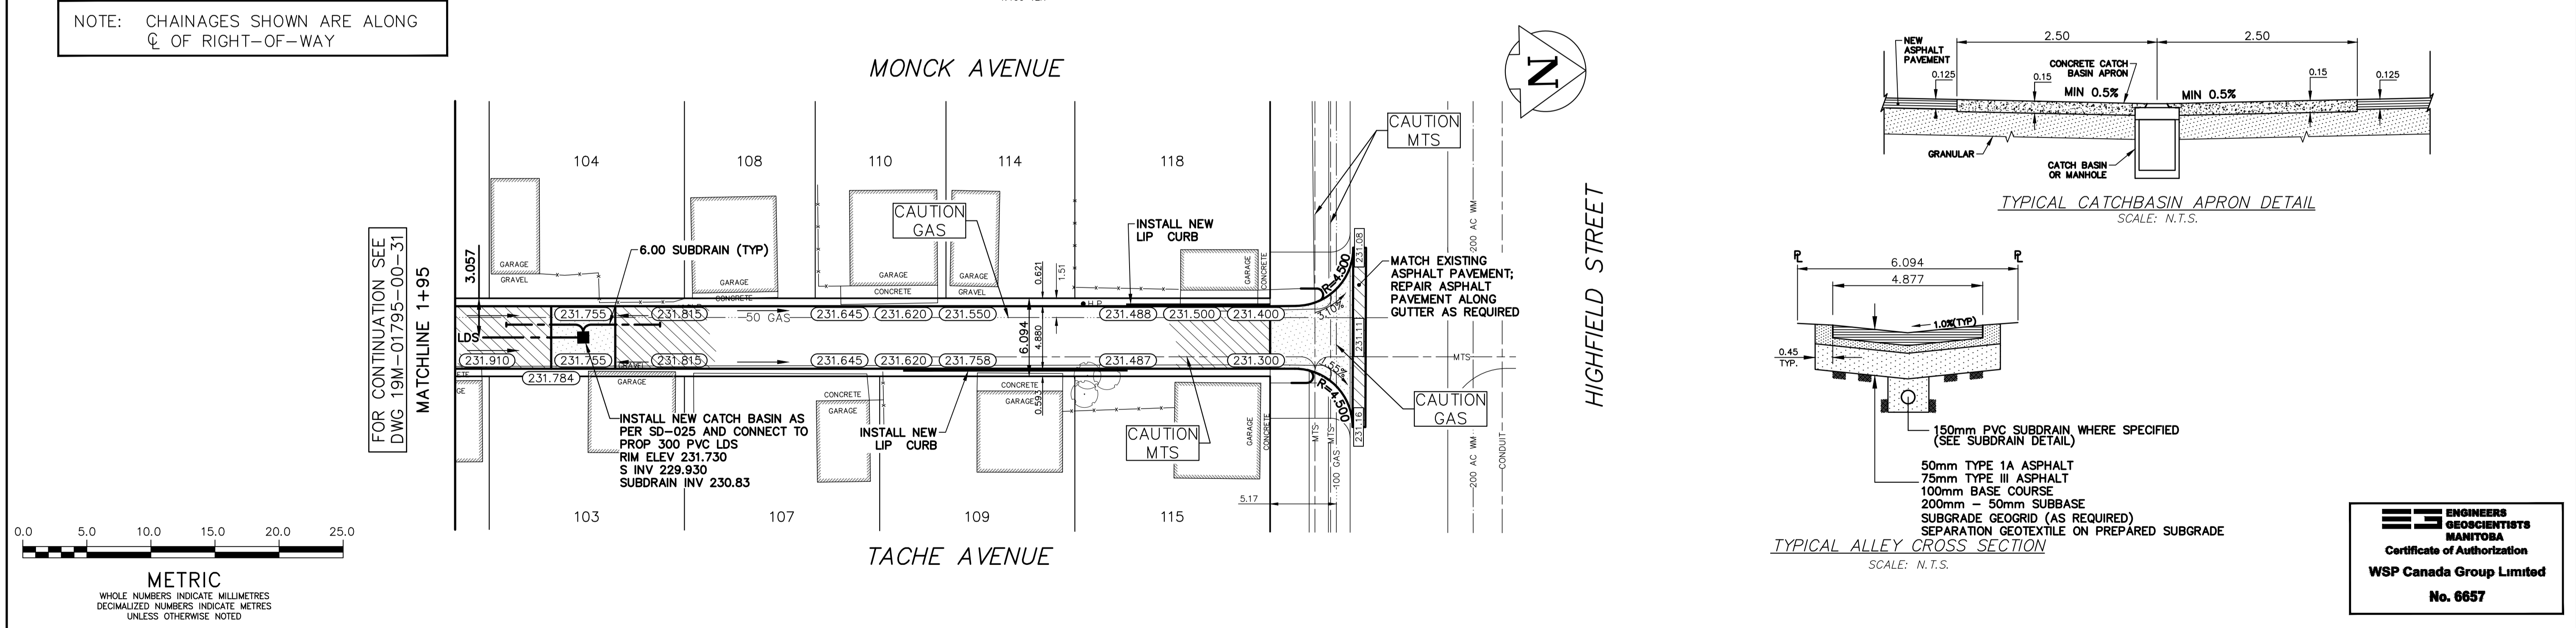 NOTE: CHAINAGES SHOWN ARE ALONG
℄ OF RIGHT-OF-WAY
MONCK AVENUE
N
CAUTION
MTS
104
108
110
114
118
FOR CONTINUATION SEE
DWG 19M-01795-00-31
MATCHLINE 1+95
3.057
GARAGE
GRAVEL
6.00 SUBDRAIN (TYP)
GARAGE
CONCRETE
CAUTION
GAS
GARAGE
CONCRETE
GARAGE
GRAVEL
0.621
1.51
INSTALL NEW
LIP CURB
GARAGE
CONCRETE
H.P.
R=4.500
3.10%
231.08
MATCH EXISTING
ASPHALT PAVEMENT;
REPAIR ASPHALT
PAVEMENT ALONG
GUTTER AS REQUIRED
200 AC WM
HIGHFIELD STREET
231.755
231.815
50 GAS
231.645
231.620
231.550
231.488
231.500
231.400
LDS
6.094
4.880
231.11
231.910
231.755
231.815
231.645
231.620
231.758
231.487
231.300
MTS
231.784
GRAVEL
GARAGE
CONCRETE
GARAGE
CONCRETE
GARAGE
0.593
1.55%
R=4.500
231.16
CAUTION
GAS
INSTALL NEW CATCH BASIN AS
PER SD-025 AND CONNECT TO
PROP 300 PVC LDS
RIM ELEV 231.730
S INV 229.930
SUBDRAIN INV 230.83
INSTALL NEW
LIP CURB
CAUTION
MTS
GARAGE
CONCRETE
MTS
MTS
100 GAS
200 AC WM
CONDUIT
5.17
103
107
109
115
TACHE AVENUE
0.0 5.0 10.0 15.0 20.0 25.0
METRIC
WHOLE NUMBERS INDICATE MILLIMETRES
DECIMALIZED NUMBERS INDICATE METRES
UNLESS OTHERWISE NOTED
2.50
2.50
NEW
ASPHALT
PAVEMENT
CONCRETE CATCH
BASIN APRON
0.125
0.15
MIN 0.5%
MIN 0.5%
0.15
0.125
GRANULAR
CATCH BASIN
OR MANHOLE
TYPICAL CATCHBASIN APRON DETAIL
SCALE: N.T.S.
℄
6.094
4.877
1.0%(TYP)
0.45
TYP.
150mm PVC SUBDRAIN WHERE SPECIFIED
(SEE SUBDRAIN DETAIL)
50mm TYPE 1A ASPHALT
75mm TYPE III ASPHALT
100mm BASE COURSE
200mm - 50mm SUBBASE
SUBGRADE GEOGRID (AS REQUIRED)
SEPARATION GEOTEXTILE ON PREPARED SUBGRADE
TYPICAL ALLEY CROSS SECTION
SCALE: N.T.S.
ENGINEERS
GEOSCIENTISTS
MANITOBA
Certificate of Authorization
WSP Canada Group Limited
No. 6657